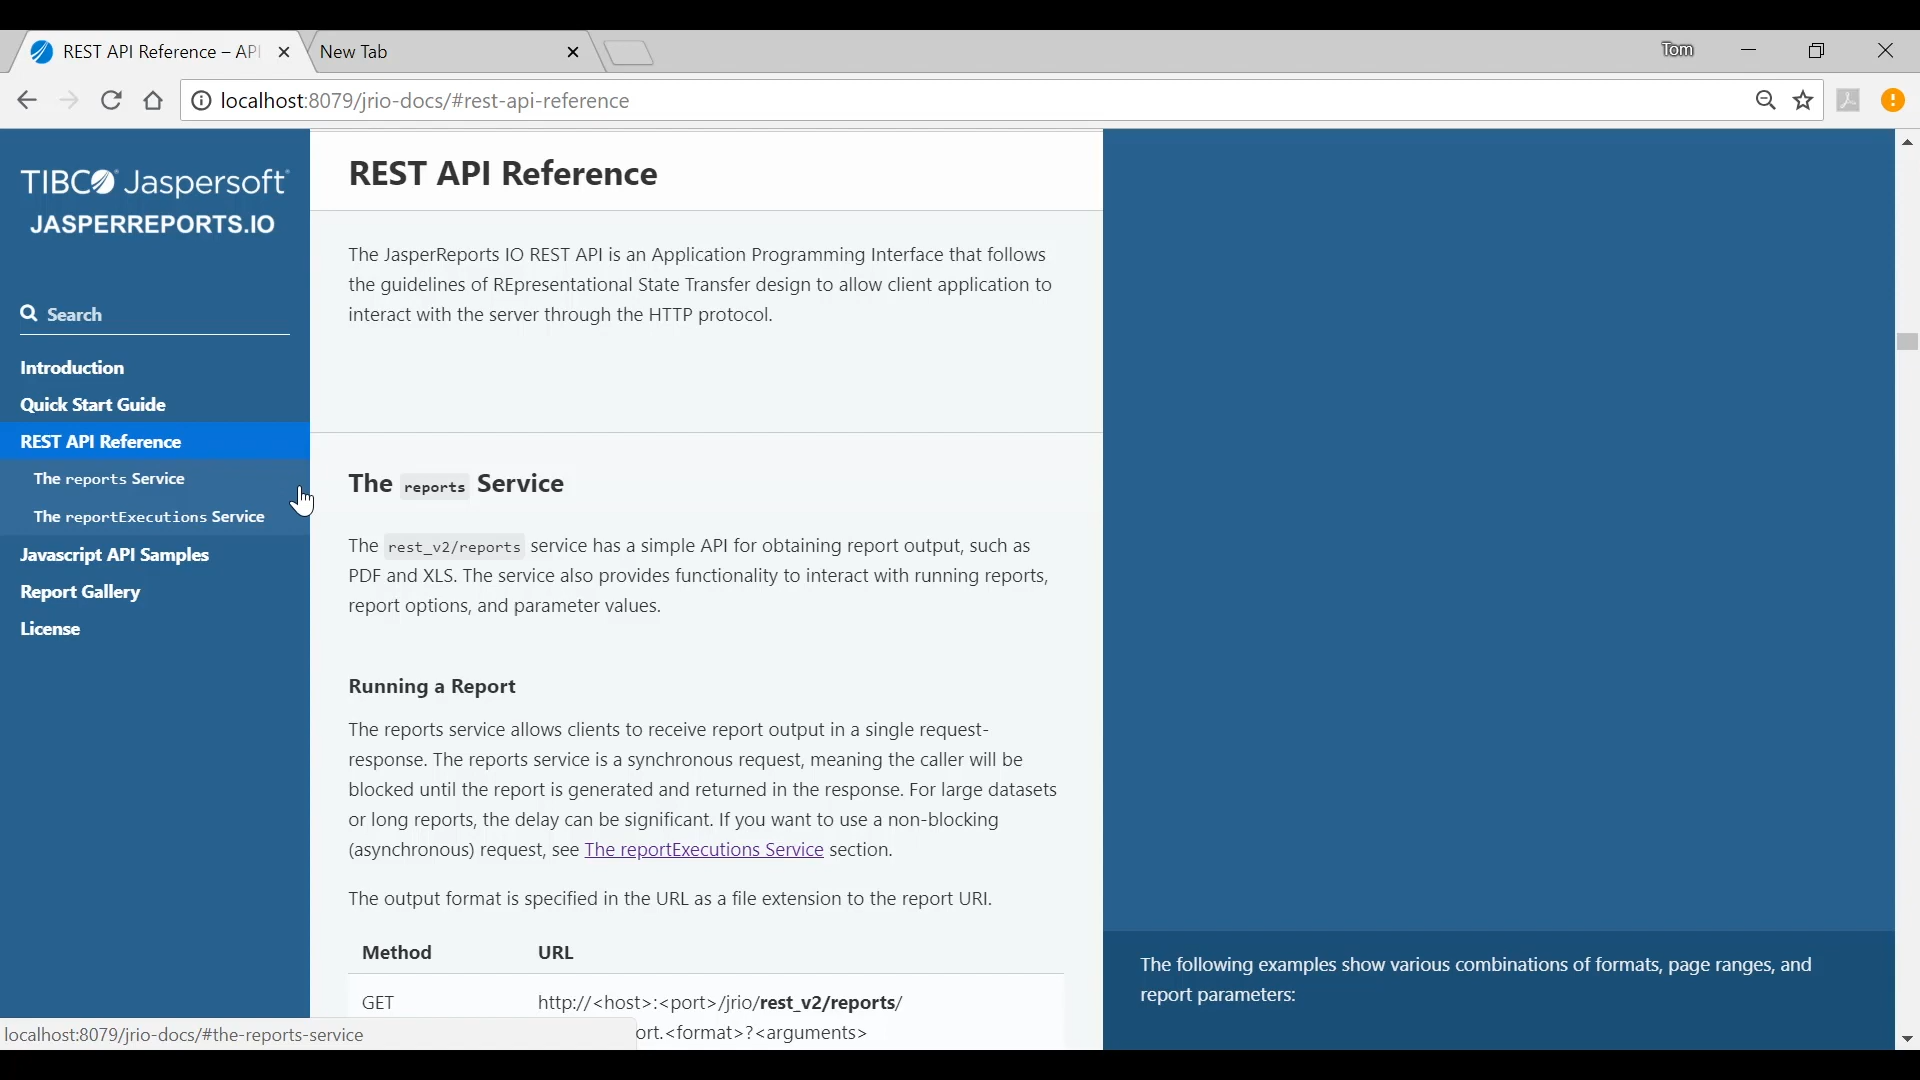 REST API Reference – API
New Tab
Tom
localhost:8079/jrio-docs/#rest-api-reference
TIBCO Jaspersoft
JASPERREPORTS.IO
Search
Introduction
Quick Start Guide
REST API Reference
The reports Service
The reportExecutions Service
Javascript API Samples
Report Gallery
License
REST API Reference
The JasperReports IO REST API is an Application Programming Interface that follows
the guidelines of REpresentational State Transfer design to allow client application to
interact with the server through the HTTP protocol.
The reports Service
The rest_v2/reports service has a simple API for obtaining report output, such as
PDF and XLS. The service also provides functionality to interact with running reports,
report options, and parameter values.
Running a Report
The reports service allows clients to receive report output in a single request-
response. The reports service is a synchronous request, meaning the caller will be
blocked until the report is generated and returned in the response. For large datasets
or long reports, the delay can be significant. If you want to use a non-blocking
(asynchronous) request, see The reportExecutions Service section.
The output format is specified in the URL as a file extension to the report URI.
Method URL
GET http://<host>:<port>/jrio/rest_v2/reports/
ort.<format>?<arguments>
The following examples show various combinations of formats, page ranges, and
report parameters:
localhost:8079/jrio-docs/#the-reports-service